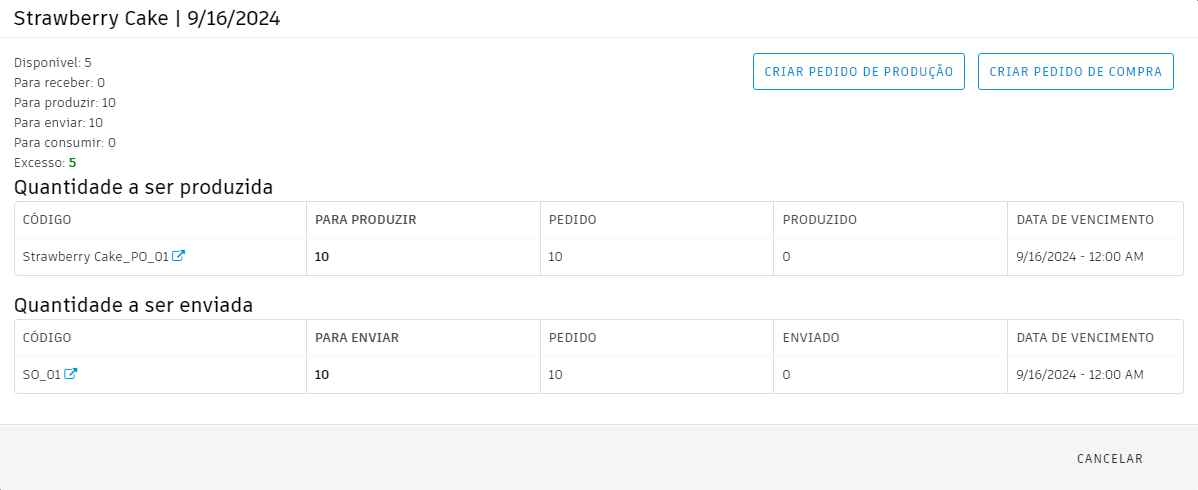 Strawberry Cake | 9/16/2024
Disponível: 5
Para receber: 0
Para produzir: 10
Para enviar: 10
Para consumir: 0
Excesso: 5
CRIAR PEDIDO DE PRODUÇÃO
CRIAR PEDIDO DE COMPRA
Quantidade a ser produzida
CÓDIGO PARA PRODUZIR PEDIDO PRODUZIDO DATA DE VENCIMENTO
Strawberry Cake_PO_01 10 10 0 9/16/2024 - 12:00 AM
Quantidade a ser enviada
CÓDIGO PARA ENVIAR PEDIDO ENVIADO DATA DE VENCIMENTO
SO_01 10 10 0 9/16/2024 - 12:00 AM
CANCELAR